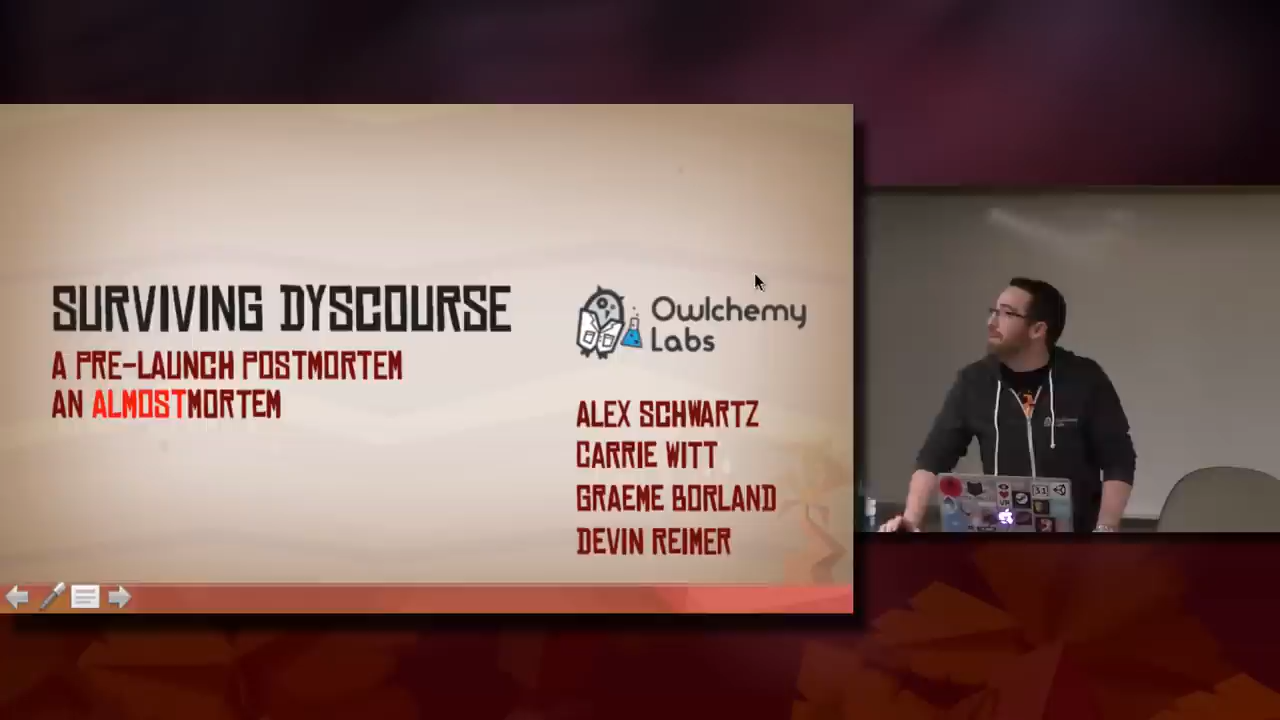 SURVIVING DYSCOURSE
A PRE-LAUNCH POSTMORTEM
AN ALMOSTMORTEM
Owlchemy
Labs
ALEX SCHWARTZ
CARRIE WITT
GRAEME BORLAND
DEVIN REIMER